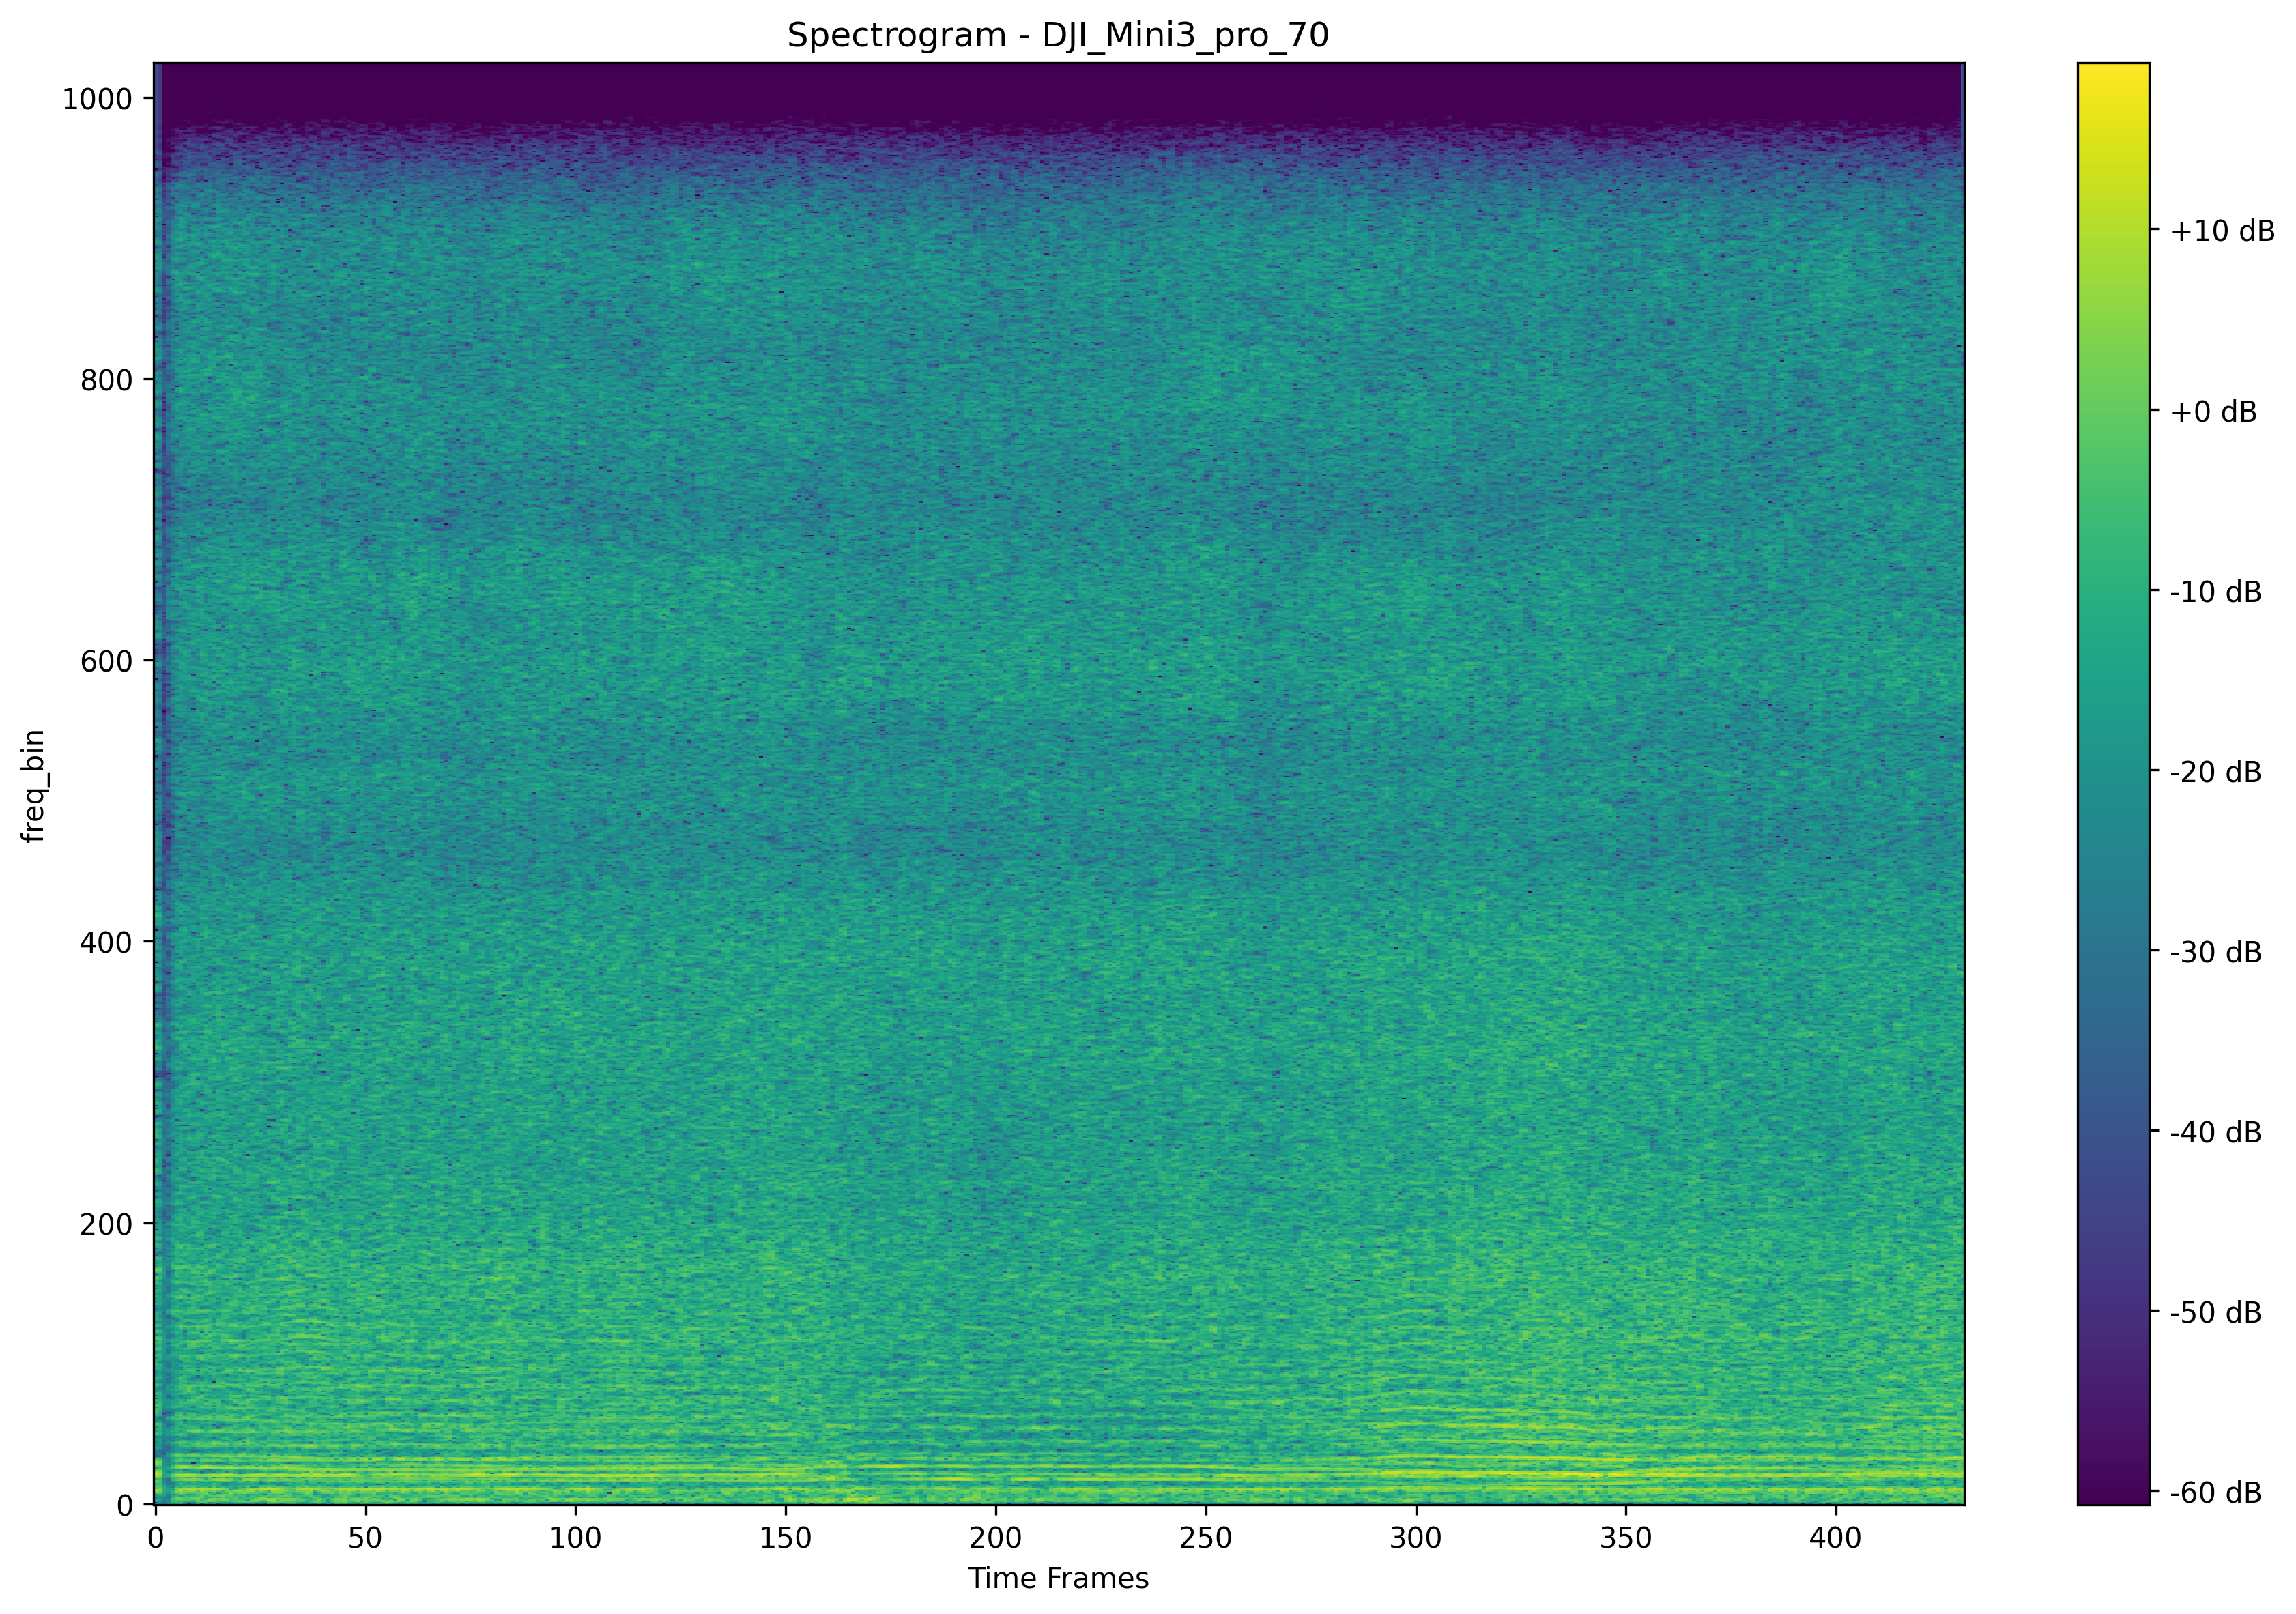 Spectrogram - DJI_Mini3_pro_70
1000
800
600
400
200
0
freq_bin
0 50 100 150 200 250 300 350 400
Time Frames
+10 dB
+0 dB
-10 dB
-20 dB
-30 dB
-40 dB
-50 dB
-60 dB